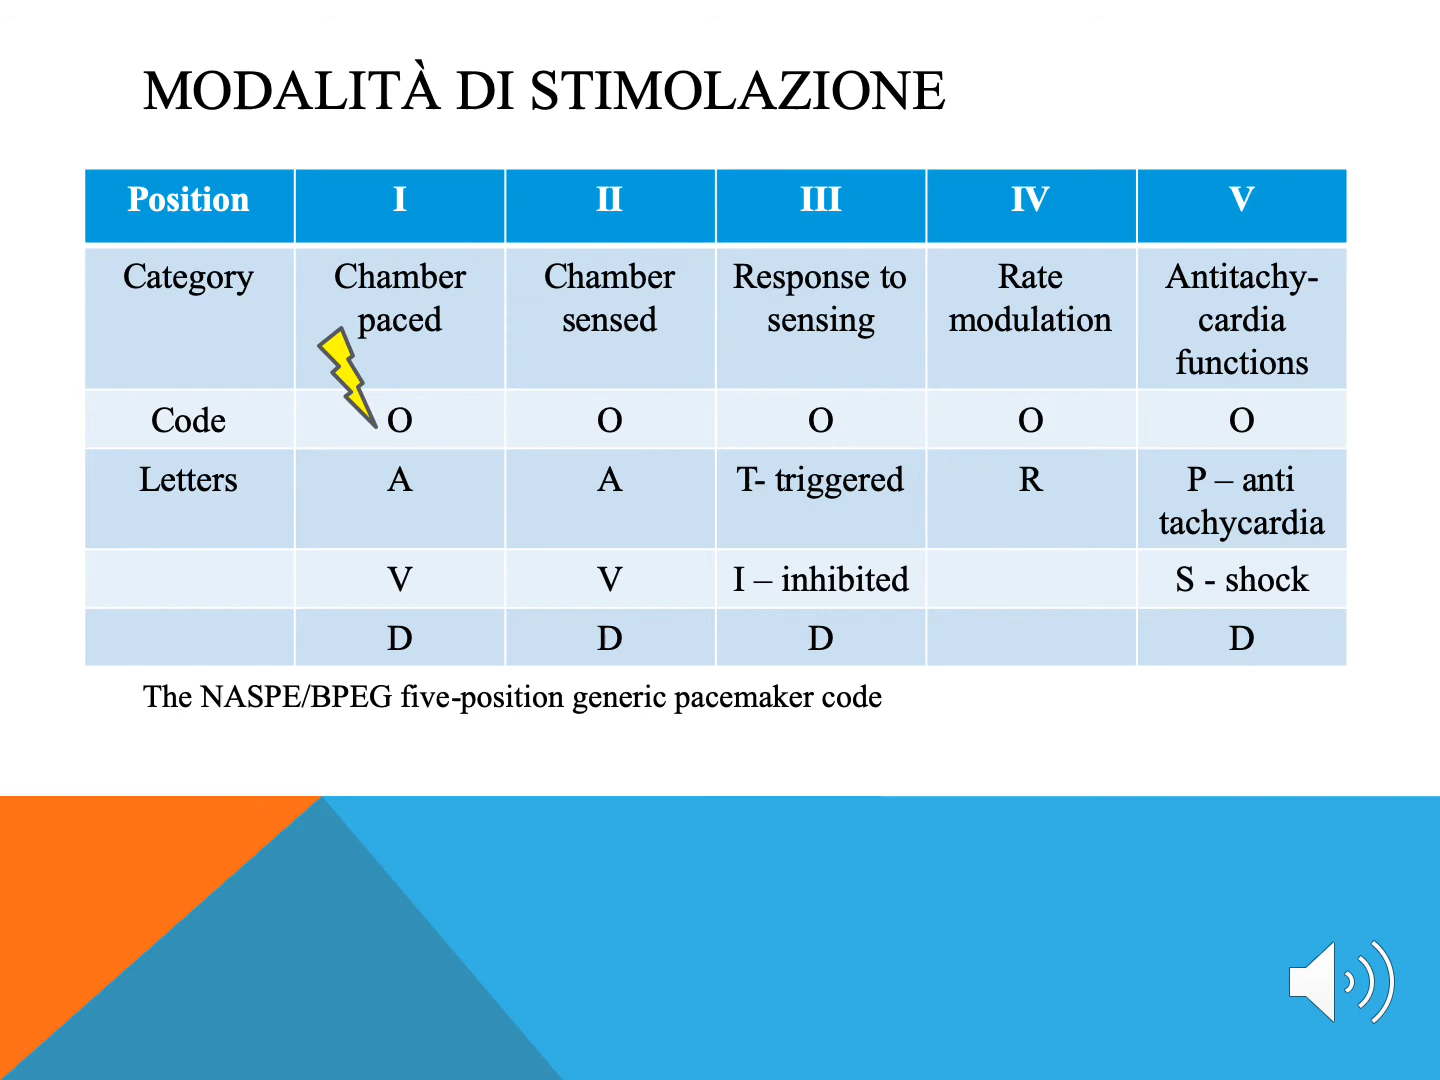 MODALITÀ DI STIMOLAZIONE
Position I II III IV V
Category Chamber paced Chamber sensed Response to sensing Rate modulation Antitachy-cardia functions
Code O O O O O
Letters A A T- triggered R P – anti tachycardia
V V I – inhibited S - shock
D D D D
The NASPE/BPEG five-position generic pacemaker code